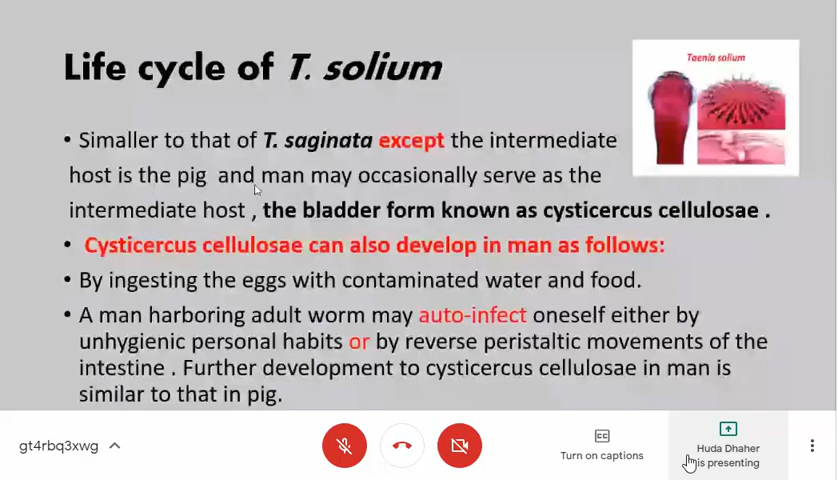 Life cycle of T. solium
Taenia solium
• Simaller to that of T. saginata except the intermediate
host is the pig and man may occasionally serve as the
intermediate host , the bladder form known as cysticercus cellulosae .
• Cysticercus cellulosae can also develop in man as follows:
• By ingesting the eggs with contaminated water and food.
• A man harboring adult worm may auto-infect oneself either by
unhygienic personal habits or by reverse peristaltic movements of the
intestine . Further development to cysticercus cellulosae in man is
similar to that in pig.
gt4rbq3xwg
CC
Turn on captions
Huda Dhaher
is presenting